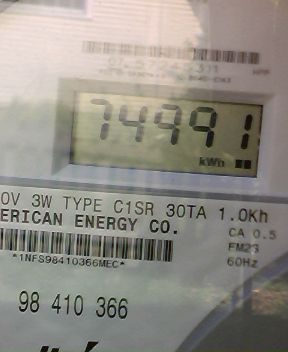 74991
kWh
0V 3W TYPE C1SR 30TA 1.0Kh
ERICAN ENERGY CO.
CA 0.5
*1NFS98410366MEC*
FM2S
60Hz
98 410 366